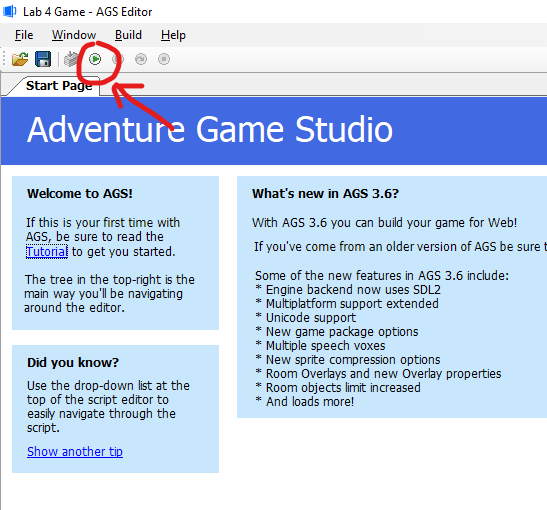 Lab 4 Game - AGS Editor
File Window Build Help
Start Page
Adventure Game Studio
Welcome to AGS!
If this is your first time with
AGS, be sure to read the
Tutorial to get you started.
The tree in the top-right is the
main way you'll be navigating
around the editor.
Did you know?
Use the drop-down list at the
top of the script editor to
easily navigate through the
script.
Show another tip
What's new in AGS 3.6?
With AGS 3.6 you can build your game for Web!
If you've come from an older version of AGS be sure t
Some of the new features in AGS 3.6 include:
* Engine backend now uses SDL2
* Multiplatform support extended
* Unicode support
* New game package options
* Multiple speech voxes
* New sprite compression options
* Room Overlays and new Overlay properties
* Room objects limit increased
* And loads more!